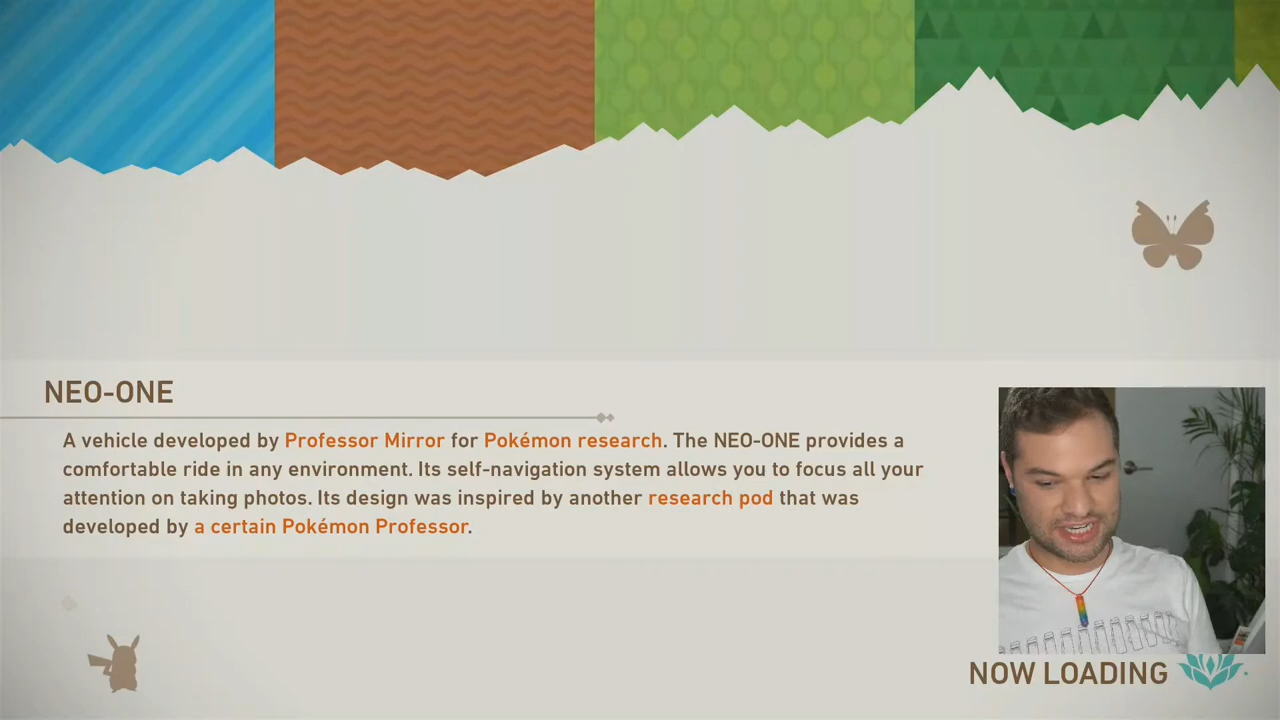 NEO-ONE
A vehicle developed by Professor Mirror for Pokémon research. The NEO-ONE provides a
comfortable ride in any environment. Its self-navigation system allows you to focus all your
attention on taking photos. Its design was inspired by another research pod that was
developed by a certain Pokémon Professor.
NOW LOADING